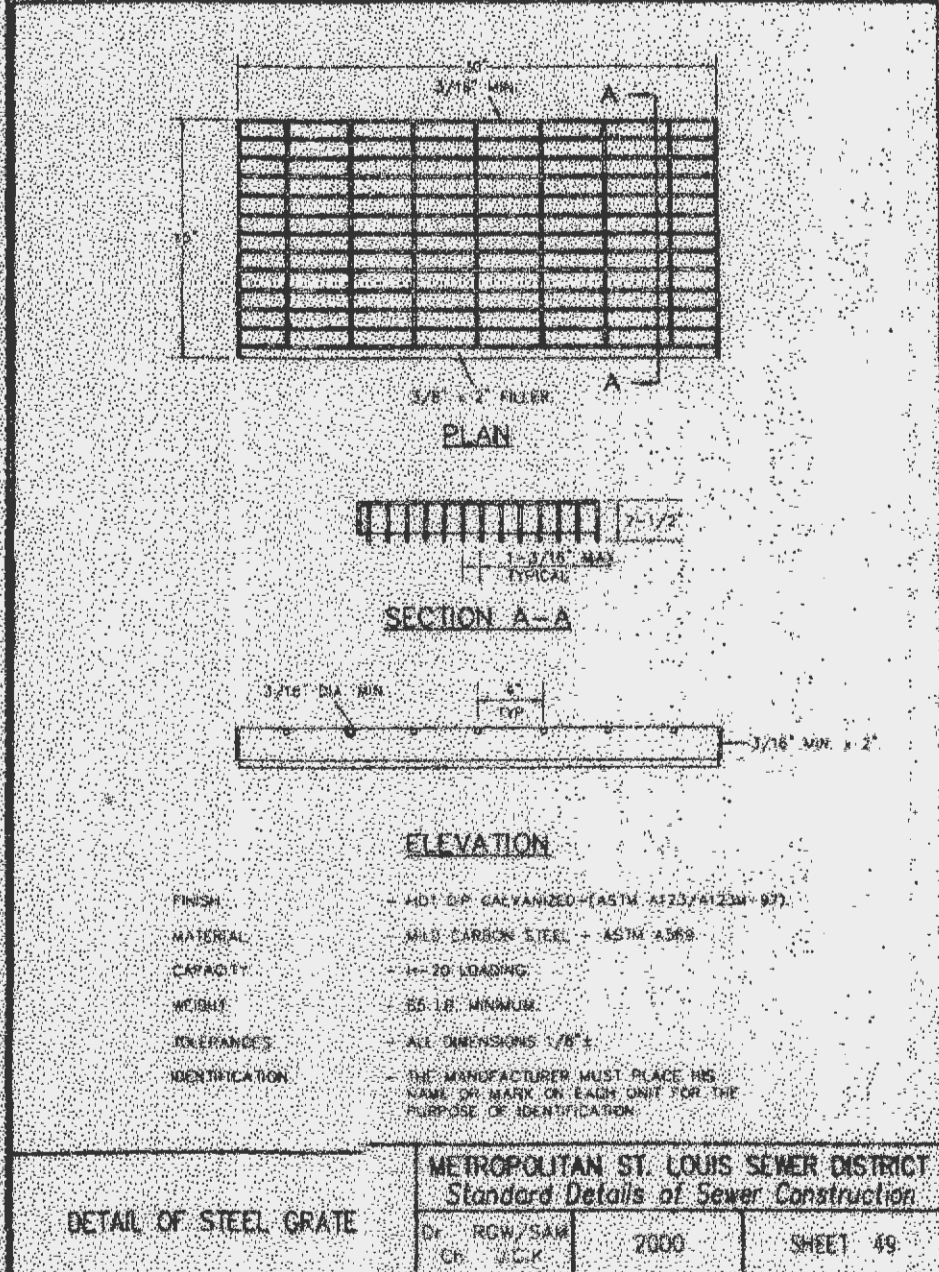 30"
3/16" MIN.
A
15"
A
3/8" x 2" FILLER
PLAN
2-1/2"
1-3/16" MAX
TYPICAL
SECTION A-A
3/16" DIA. MIN.
4"
TYP.
3/16" MIN. x 2"
ELEVATION
FINISH - HOT DIP GALVANIZED-(ASTM A123/A123M-97)
MATERIAL - MILD CARBON STEEL - ASTM A569
CAPACITY - H-20 LOADING
WEIGHT - LB. MINIMUM.
TOLERANCES - ALL DIMENSIONS 1/8"±
IDENTIFICATION - THE MANUFACTURER MUST PLACE HIS
NAME OR MARK ON EACH UNIT FOR THE
PURPOSE OF IDENTIFICATION
DETAIL OF STEEL GRATE
METROPOLITAN ST. LOUIS SEWER DISTRICT
Standard Details of Sewer Construction
Dr. RGW/SAM
Ch. J.C.K.
2000
SHEET 49